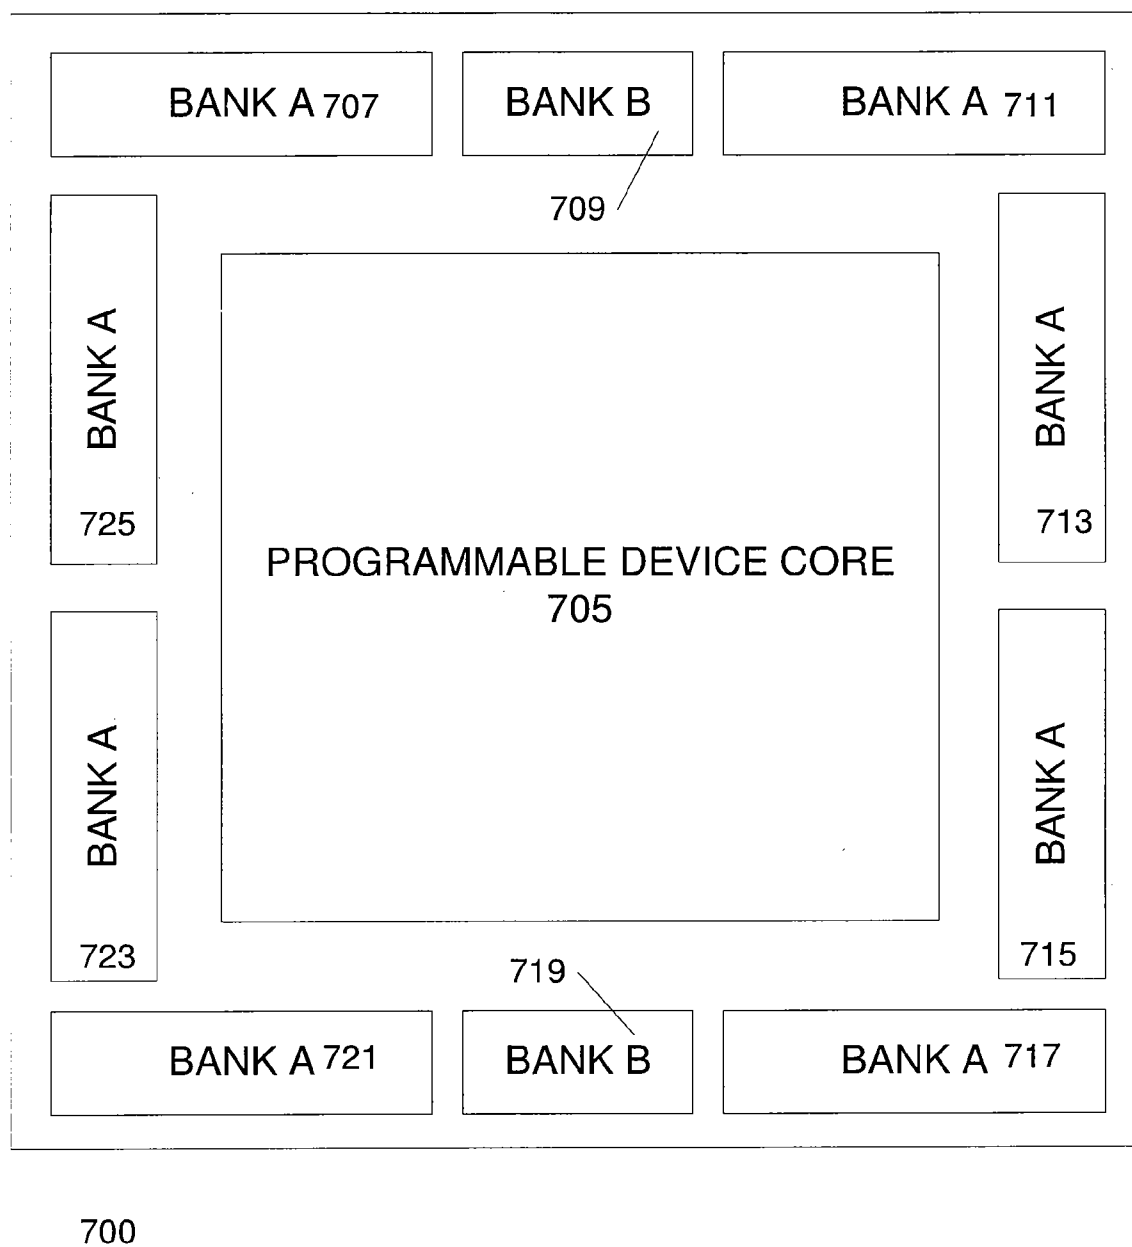 BANK A 707
BANK B
BANK A 711
709
BANK A
725
BANK A
713
PROGRAMMABLE DEVICE CORE
705
BANK A
723
BANK A
715
719
BANK A 721
BANK B
BANK A 717
700